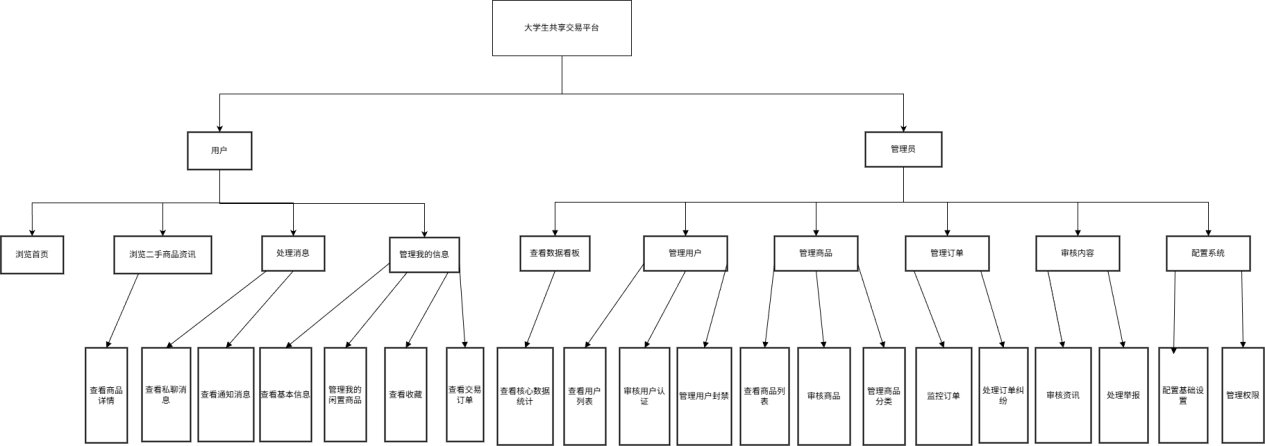 大学生共享交易平台
用户
管理员
浏览首页
浏览二手商品资讯
处理消息
管理我的信息
查看数据看板
管理用户
管理商品
管理订单
审核内容
配置系统
查看商品
详情
查看私聊消
息
查看通知消息
查看基本信息
管理我的
闲置商品
查看收藏
查看交易
订单
查看核心数据
统计
查看用户
列表
审核用户认
证
管理用户封禁
查看商品列
表
审核商品
管理商品
分类
监控订单
处理订单纠
纷
审核资讯
处理举报
配置基础设
置
管理权限